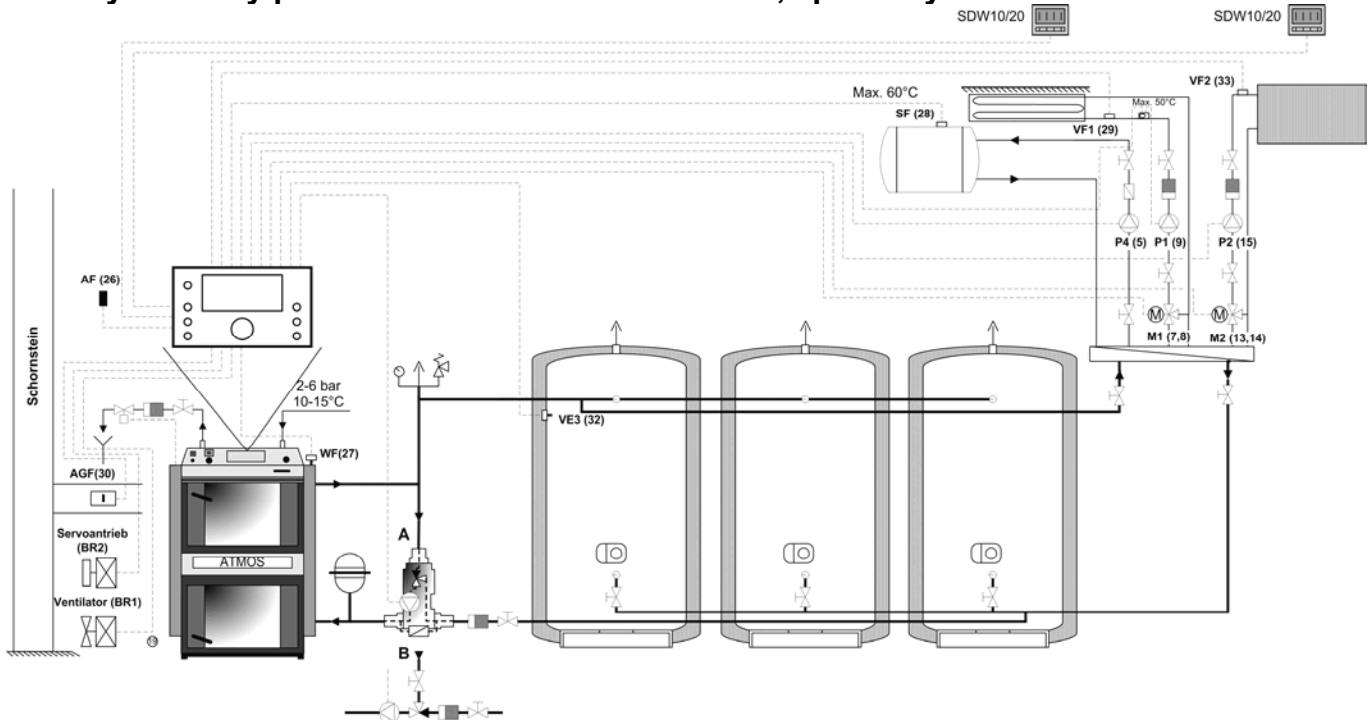 SDW10/20
SDW10/20
VF2 (33)
Max. 60°C
SF (28)
Max. 50°C
VF1 (29)
P4 (5)
P1 (9)
P2 (15)
AF (26)
M
M
M1 (7,8)
M2 (13,14)
Schornstein
2-6 bar
10-15°C
VE3 (32)
WF(27)
AGF(30)
I
A
Servoantrieb
(BR2)
ATMOS
Ventilator (BR1)
B